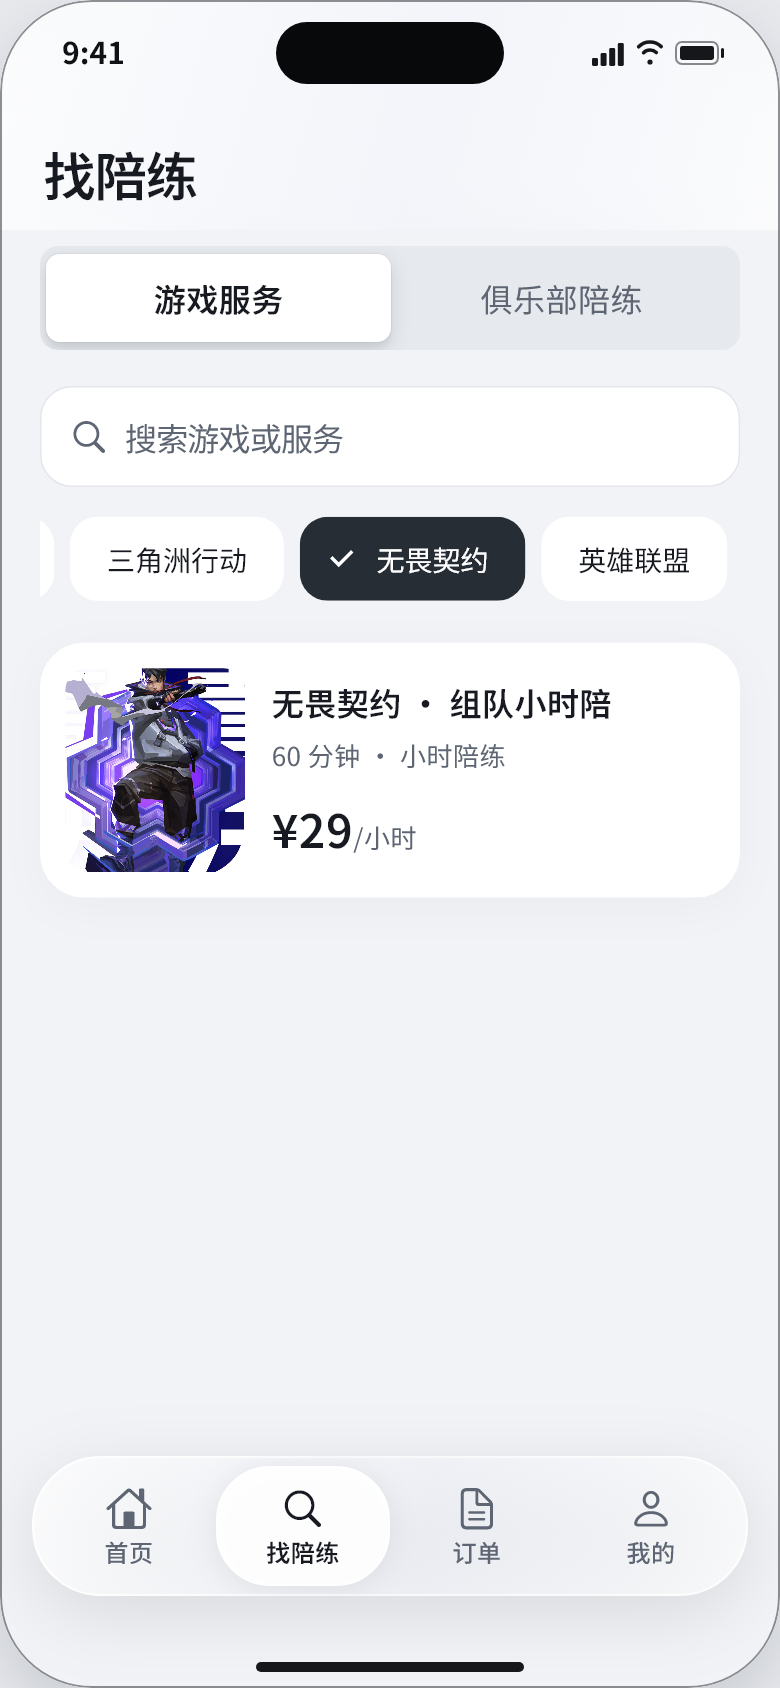 9:41
找陪练
游戏服务
俱乐部陪练
搜索游戏或服务
三角洲行动
无畏契约
英雄联盟
无畏契约 · 组队小时陪
60 分钟 · 小时陪练
¥29/小时
首页
找陪练
订单
我的